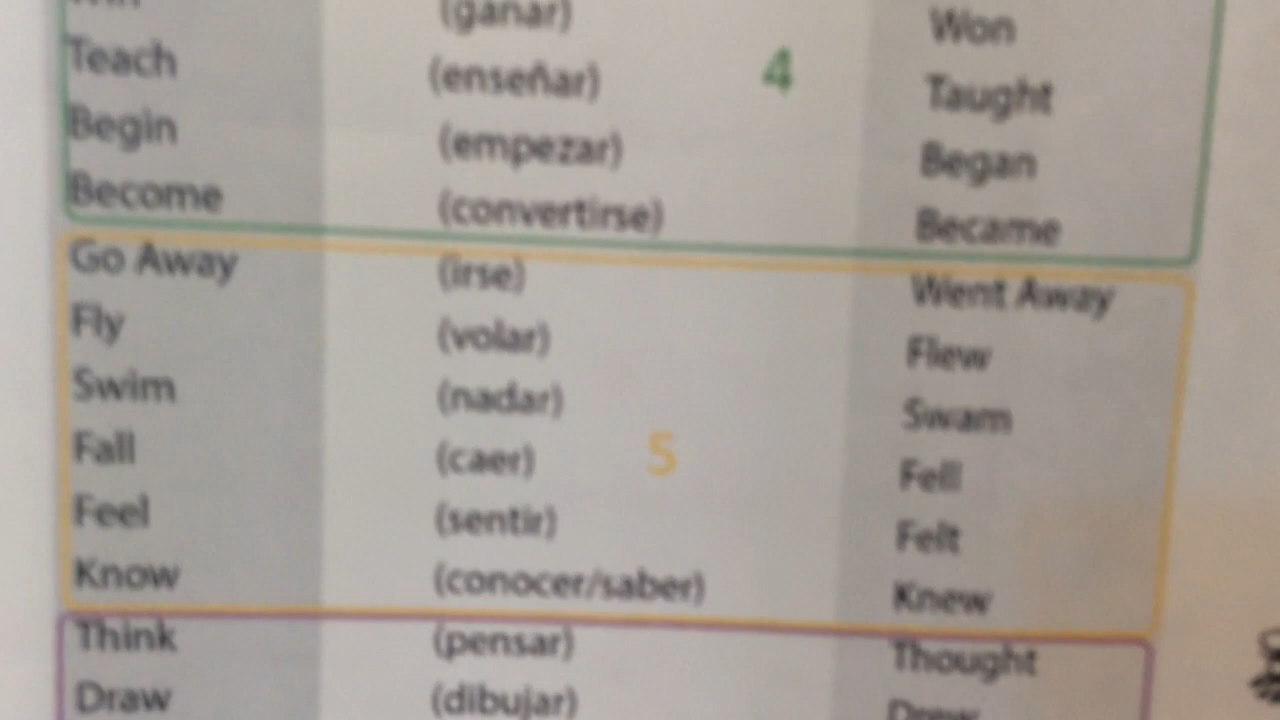 (ganar) Won
Teach (enseñar) 4 Taught
Begin (empezar) Began
Become (convertirse) Became
Go Away (irse) Went Away
Fly (volar) Flew
Swim (nadar) Swam
Fall (caer) 5 Fell
Feel (sentir) Felt
Know (conocer/saber) Knew
Think (pensar) Thought
Draw (dibujar) Drew